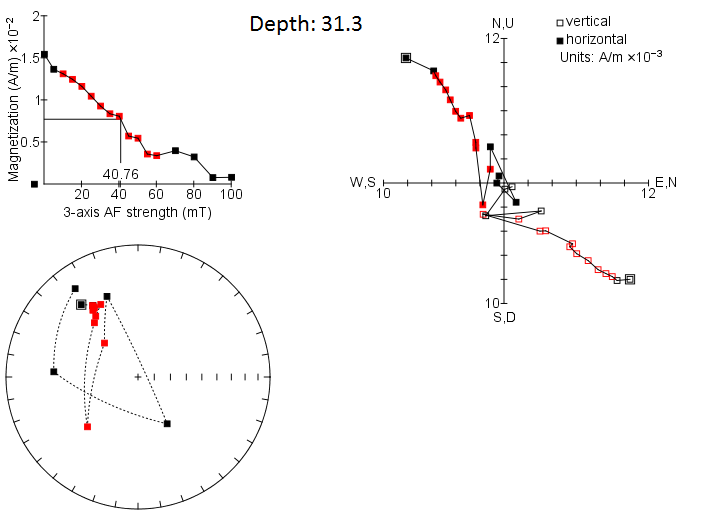 Depth: 31.3
Magnetization (A/m) ×10⁻²
2
1.5
1
0.5
40.76
20
40
60
80
100
3-axis AF strength (mT)
N,U
12
□ vertical
■ horizontal
Units: A/m ×10⁻³
W,S
E,N
10
12
10
S,D